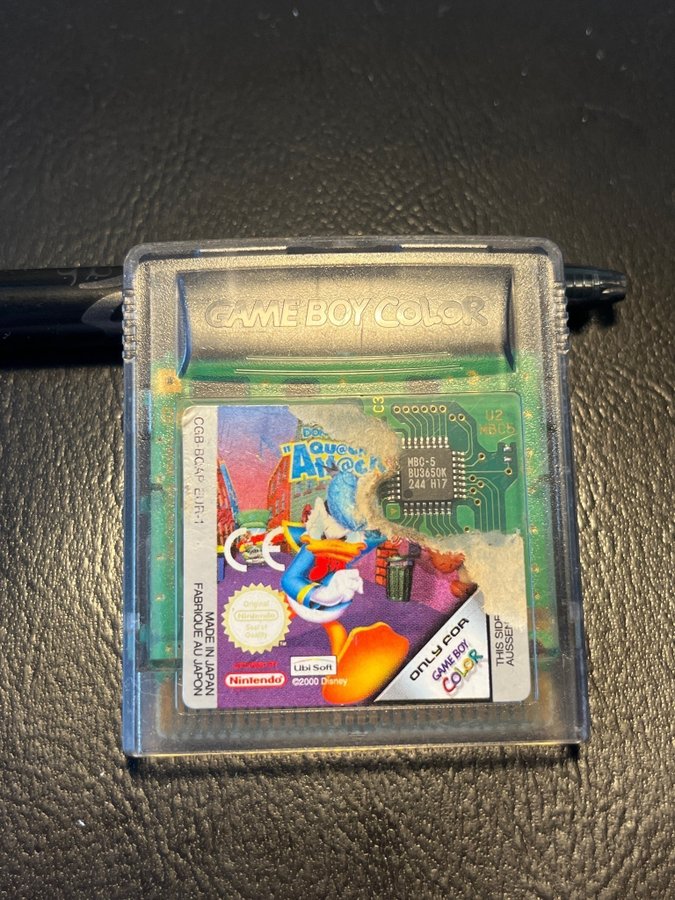 GAME BOY COLOR
C3
U2
MBC5
MBC-5
BU3650K
244 H17
CGB-BQAP-EUR-1
MADE IN JAPAN
FABRIQUE AU JAPON
CE
Original
Nintendo
Seal of
Quality
TM
Nintendo
Ubi Soft
©2000 Disney
ONLY FOR
GAME BOY
COLOR
THIS SIDE
AUSSEN